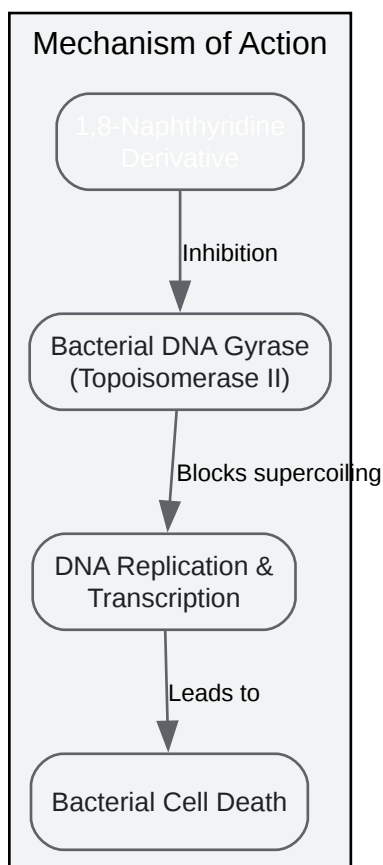 Mechanism of Action
1,8-Naphthyridine
Derivative
Inhibition
Bacterial DNA Gyrase
(Topoisomerase II)
Blocks supercoiling
DNA Replication &
Transcription
Leads to
Bacterial Cell Death